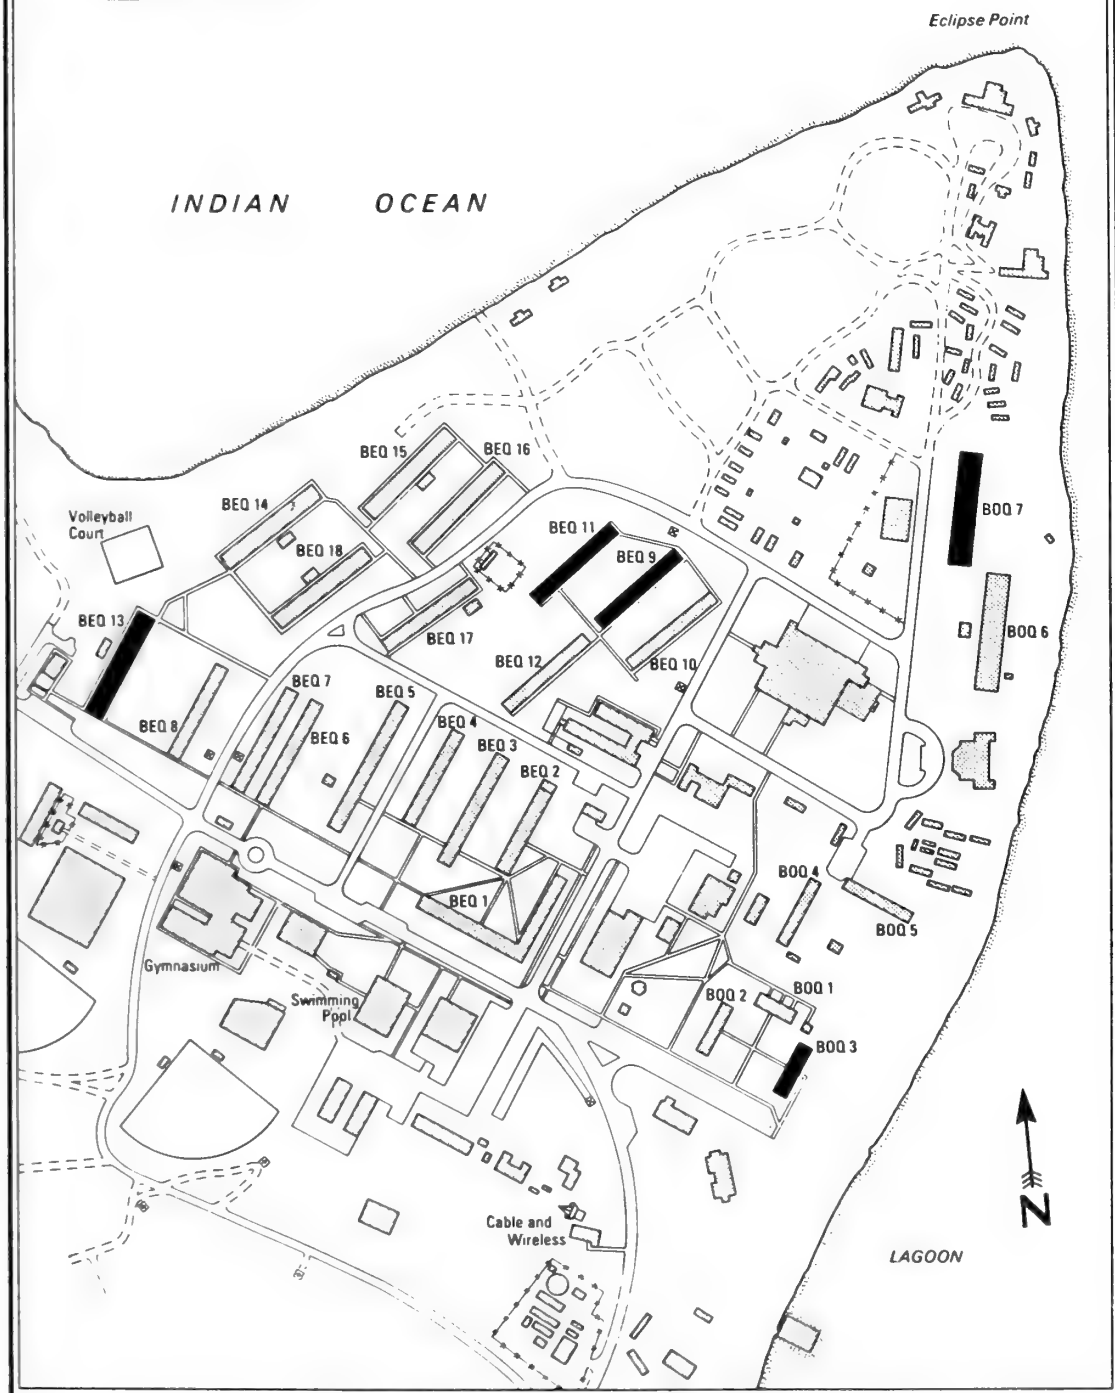 Eclipse Point
INDIAN OCEAN
BEQ 15
BEQ 16
BEQ 14
Volleyball
Court
BEQ 18
BEQ 11
BEQ 9
BOQ 7
BEQ 13
BEQ 17
BOQ 6
BEQ 12
BEQ 10
BEQ 7
BEQ 5
BEQ 8
BEQ 6
BEQ 4
BEQ 3
BEQ 2
BOQ 4
BEQ 1
BOQ 5
Gymnasium
Swimming
Pool
BOQ 1
BOQ 2
BOQ 3
N
Cable and
Wireless
LAGOON